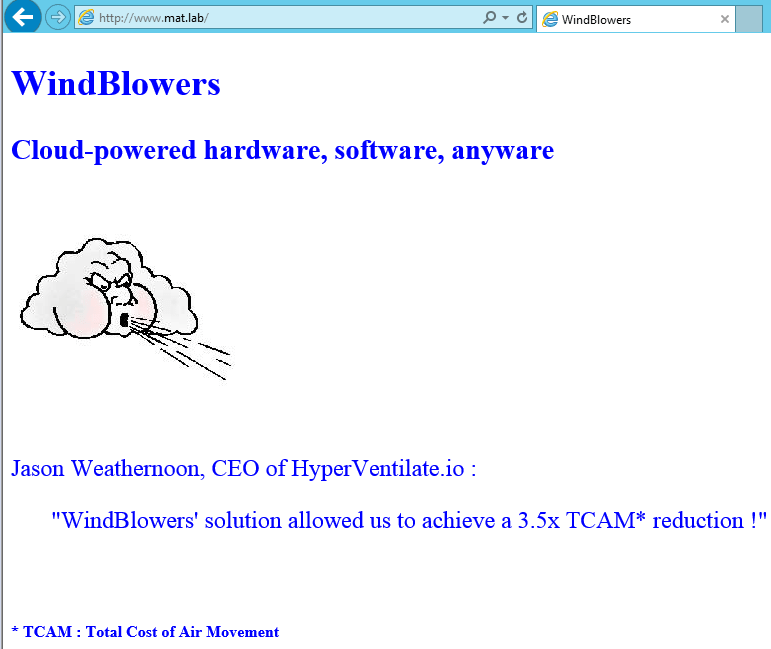 http://www.mat.lab/
WindBlowers
WindBlowers
Cloud-powered hardware, software, anyware
Jason Weathernoon, CEO of HyperVentilate.io :
"WindBlowers' solution allowed us to achieve a 3.5x TCAM* reduction !"
* TCAM : Total Cost of Air Movement